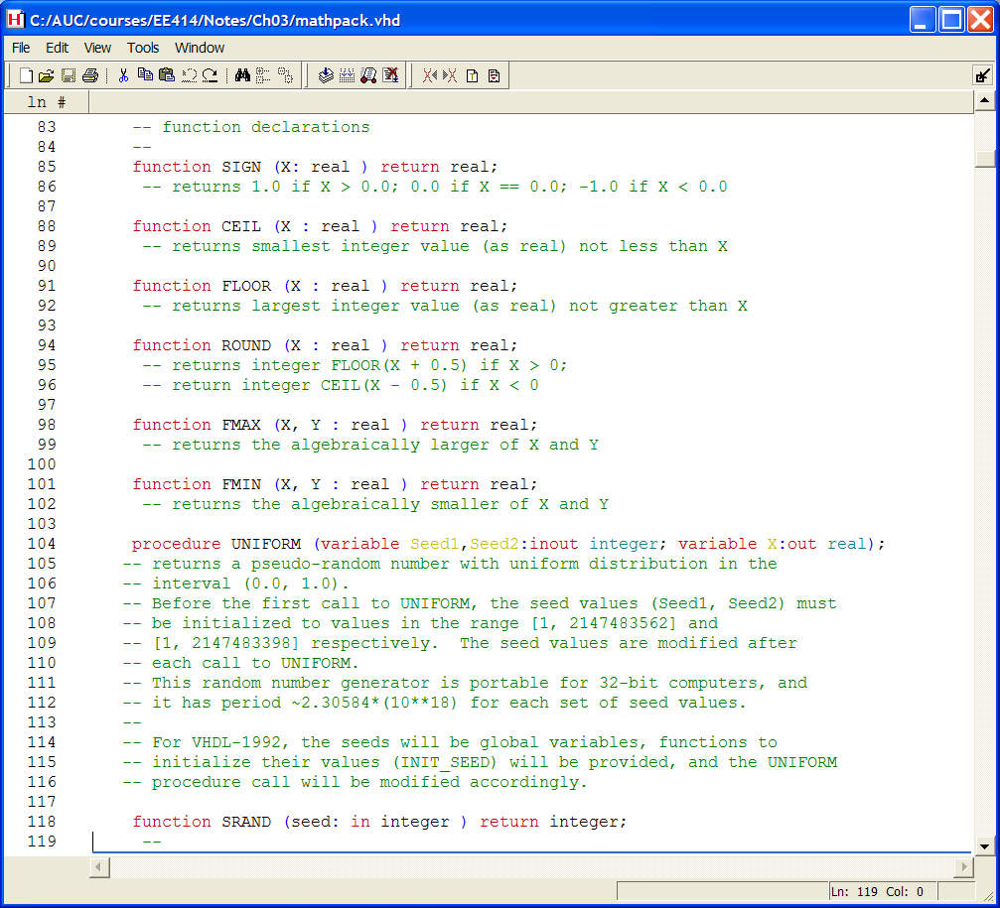 C:/AUC/courses/EE414/Notes/Ch03/mathpack.vhd
File Edit View Tools Window
ln #
83 -- function declarations
84 --
85 function SIGN (X: real ) return real;
86 -- returns 1.0 if X > 0.0; 0.0 if X == 0.0; -1.0 if X < 0.0
87
88 function CEIL (X : real ) return real;
89 -- returns smallest integer value (as real) not less than X
90
91 function FLOOR (X : real ) return real;
92 -- returns largest integer value (as real) not greater than X
93
94 function ROUND (X : real ) return real;
95 -- returns integer FLOOR(X + 0.5) if X > 0;
96 -- return integer CEIL(X - 0.5) if X < 0
97
98 function FMAX (X, Y : real ) return real;
99 -- returns the algebraically larger of X and Y
100
101 function FMIN (X, Y : real ) return real;
102 -- returns the algebraically smaller of X and Y
103
104 procedure UNIFORM (variable Seed1,Seed2:inout integer; variable X:out real);
105 -- returns a pseudo-random number with uniform distribution in the
106 -- interval (0.0, 1.0).
107 -- Before the first call to UNIFORM, the seed values (Seed1, Seed2) must
108 -- be initialized to values in the range [1, 2147483562] and
109 -- [1, 2147483398] respectively.  The seed values are modified after
110 -- each call to UNIFORM.
111 -- This random number generator is portable for 32-bit computers, and
112 -- it has period ~2.30584*(10**18) for each set of seed values.
113 --
114 -- For VHDL-1992, the seeds will be global variables, functions to
115 -- initialize their values (INIT_SEED) will be provided, and the UNIFORM
116 -- procedure call will be modified accordingly.
117
118 function SRAND (seed: in integer ) return integer;
119 --
Ln: 119 Col: 0